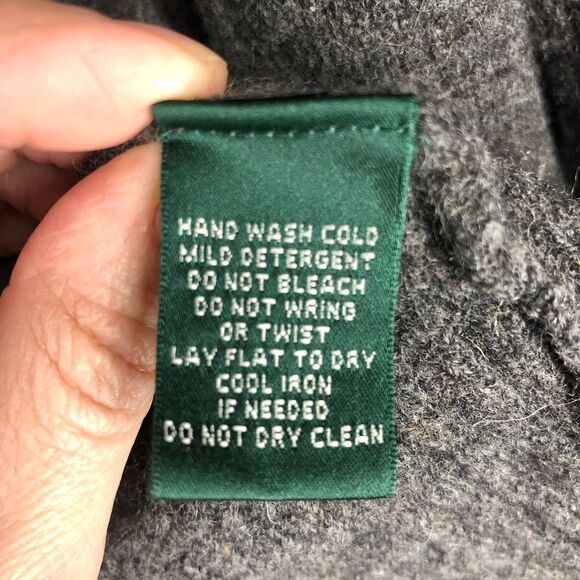 HAND WASH COLD
MILD DETERGENT
DO NOT BLEACH
DO NOT WRING
OR TWIST
LAY FLAT TO DRY
COOL IRON
IF NEEDED
DO NOT DRY CLEAN